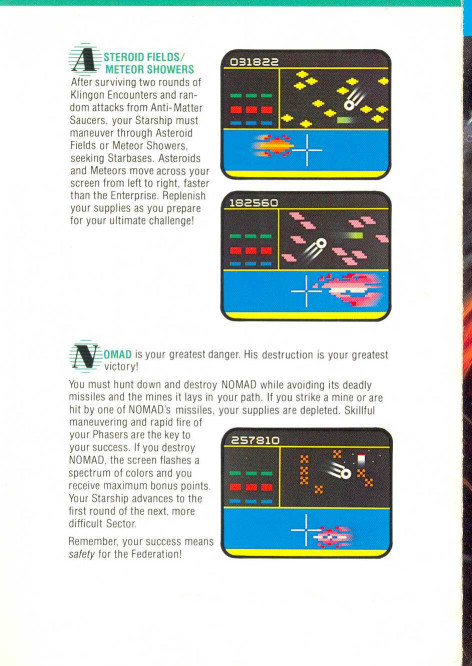 ASTEROID FIELDS/
METEOR SHOWERS
After surviving two rounds of
Klingon Encounters and ran-
dom attacks from Anti-Matter
Saucers, your Starship must
maneuver through Asteroid
Fields or Meteor Showers,
seeking Starbases. Asteroids
and Meteors move across your
screen from left to right, faster
than the Enterprise. Replenish
your supplies as you prepare
for your ultimate challenge!
031822
182560
NOMAD is your greatest danger. His destruction is your greatest
victory!
You must hunt down and destroy NOMAD while avoiding its deadly
missiles and the mines it lays in your path. If you strike a mine or are
hit by one of NOMAD's missiles, your supplies are depleted. Skillful
maneuvering and rapid fire of
your Phasers are the key to
your success. If you destroy
NOMAD, the screen flashes a
spectrum of colors and you
receive maximum bonus points.
Your Starship advances to the
first round of the next, more
difficult Sector.
Remember, your success means
safety for the Federation!
257810